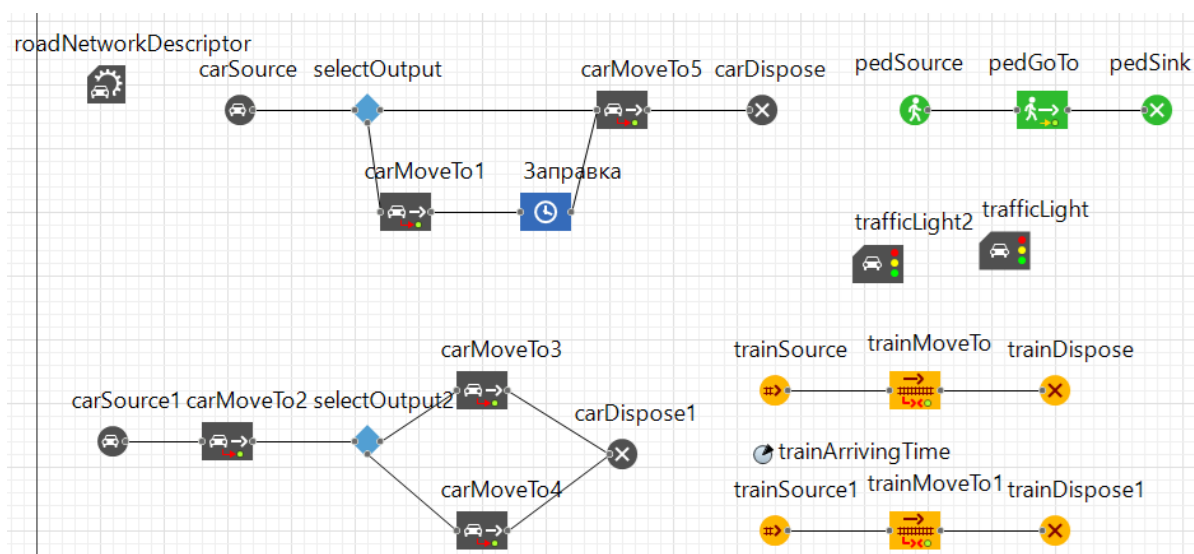 roadNetworkDescriptor
carSource
selectOutput
carMoveTo5
carDispose
pedSource
pedGoTo
pedSink
carMoveTo1
Заправка
trafficLight2
trafficLight
carMoveTo3
trainSource
trainMoveTo
trainDispose
carSource1
carMoveTo2
selectOutput2
carDispose1
trainArrivingTime
carMoveTo4
trainSource1
trainMoveTo1
trainDispose1